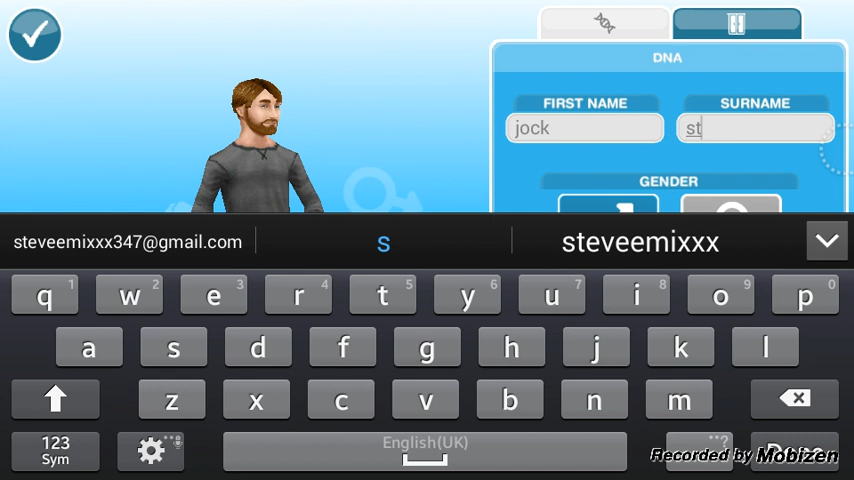 DNA
FIRST NAME SURNAME
jock st
GENDER
steveemixxx347@gmail.com s steveemixxx
q 1 w 2 e 3 r 4 t 5 y 6 u 7 i 8 o 9 p 0
a s d f g h j k l
z x c v b n m
123
Sym
English(UK)
..?
Recorded by Mobizen